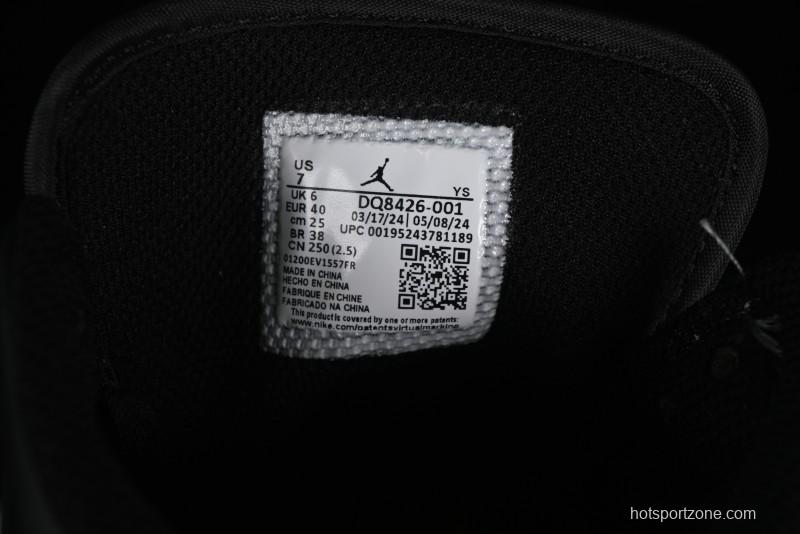 US
7
YS
UK 6
DQ8426-001
EUR 40
03/17/24 | 05/08/24
cm 25
UPC 00195243781189
BR 38
CN 250 (2.5)
01200EV1557FR
MADE IN CHINA
HECHO EN CHINA
FABRIQUE EN CHINE
FABRICADO NA CHINA
This product is covered by one or more patents:
www.nike.com/patentsvirtualmarking
hotsportzone.com